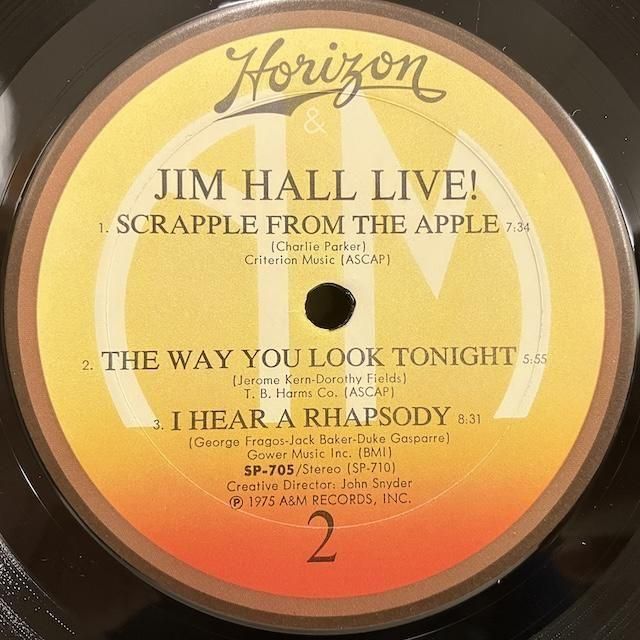 Horizon
&
AM
JIM HALL LIVE!
1. SCRAPPLE FROM THE APPLE 7:34
(Charlie Parker)
Criterion Music (ASCAP)
2. THE WAY YOU LOOK TONIGHT 5:55
(Jerome Kern-Dorothy Fields)
T. B. Harms Co. (ASCAP)
3. I HEAR A RHAPSODY 8:31
(George Fragos-Jack Baker-Duke Gasparre)
Gower Music Inc. (BMI)
SP-705/Stereo (SP-710)
Creative Director: John Snyder
℗ 1975 A&M RECORDS, INC.
2